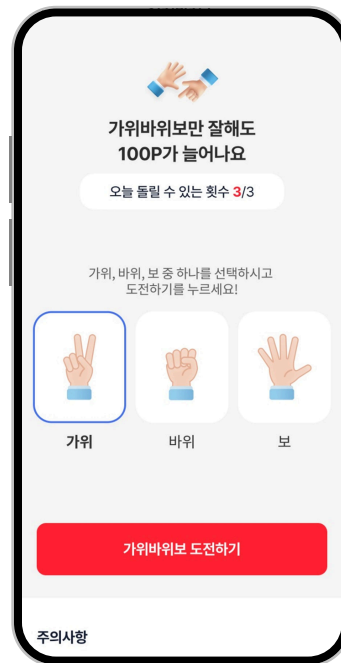 가위바위보만 잘해도
100P가 늘어나요
오늘 돌릴 수 있는 횟수 3/3
가위, 바위, 보 중 하나를 선택하시고
도전하기를 누르세요!
가위 바위 보
가위바위보 도전하기
주의사항